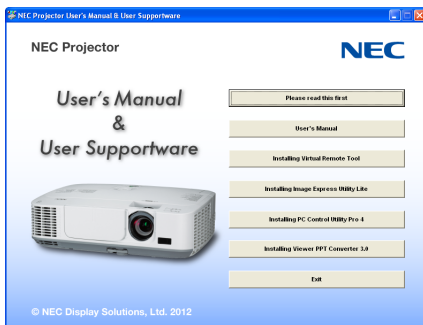 NEC Projector User's Manual & User Supportware
NEC Projector
NEC
User's Manual
&
User Supportware
Please read this first
User's Manual
Installing Virtual Remote Tool
Installing Image Express Utility Lite
Installing PC Control Utility Pro 4
Installing Viewer PPT Converter 3.0
Exit
© NEC Display Solutions, Ltd. 2012